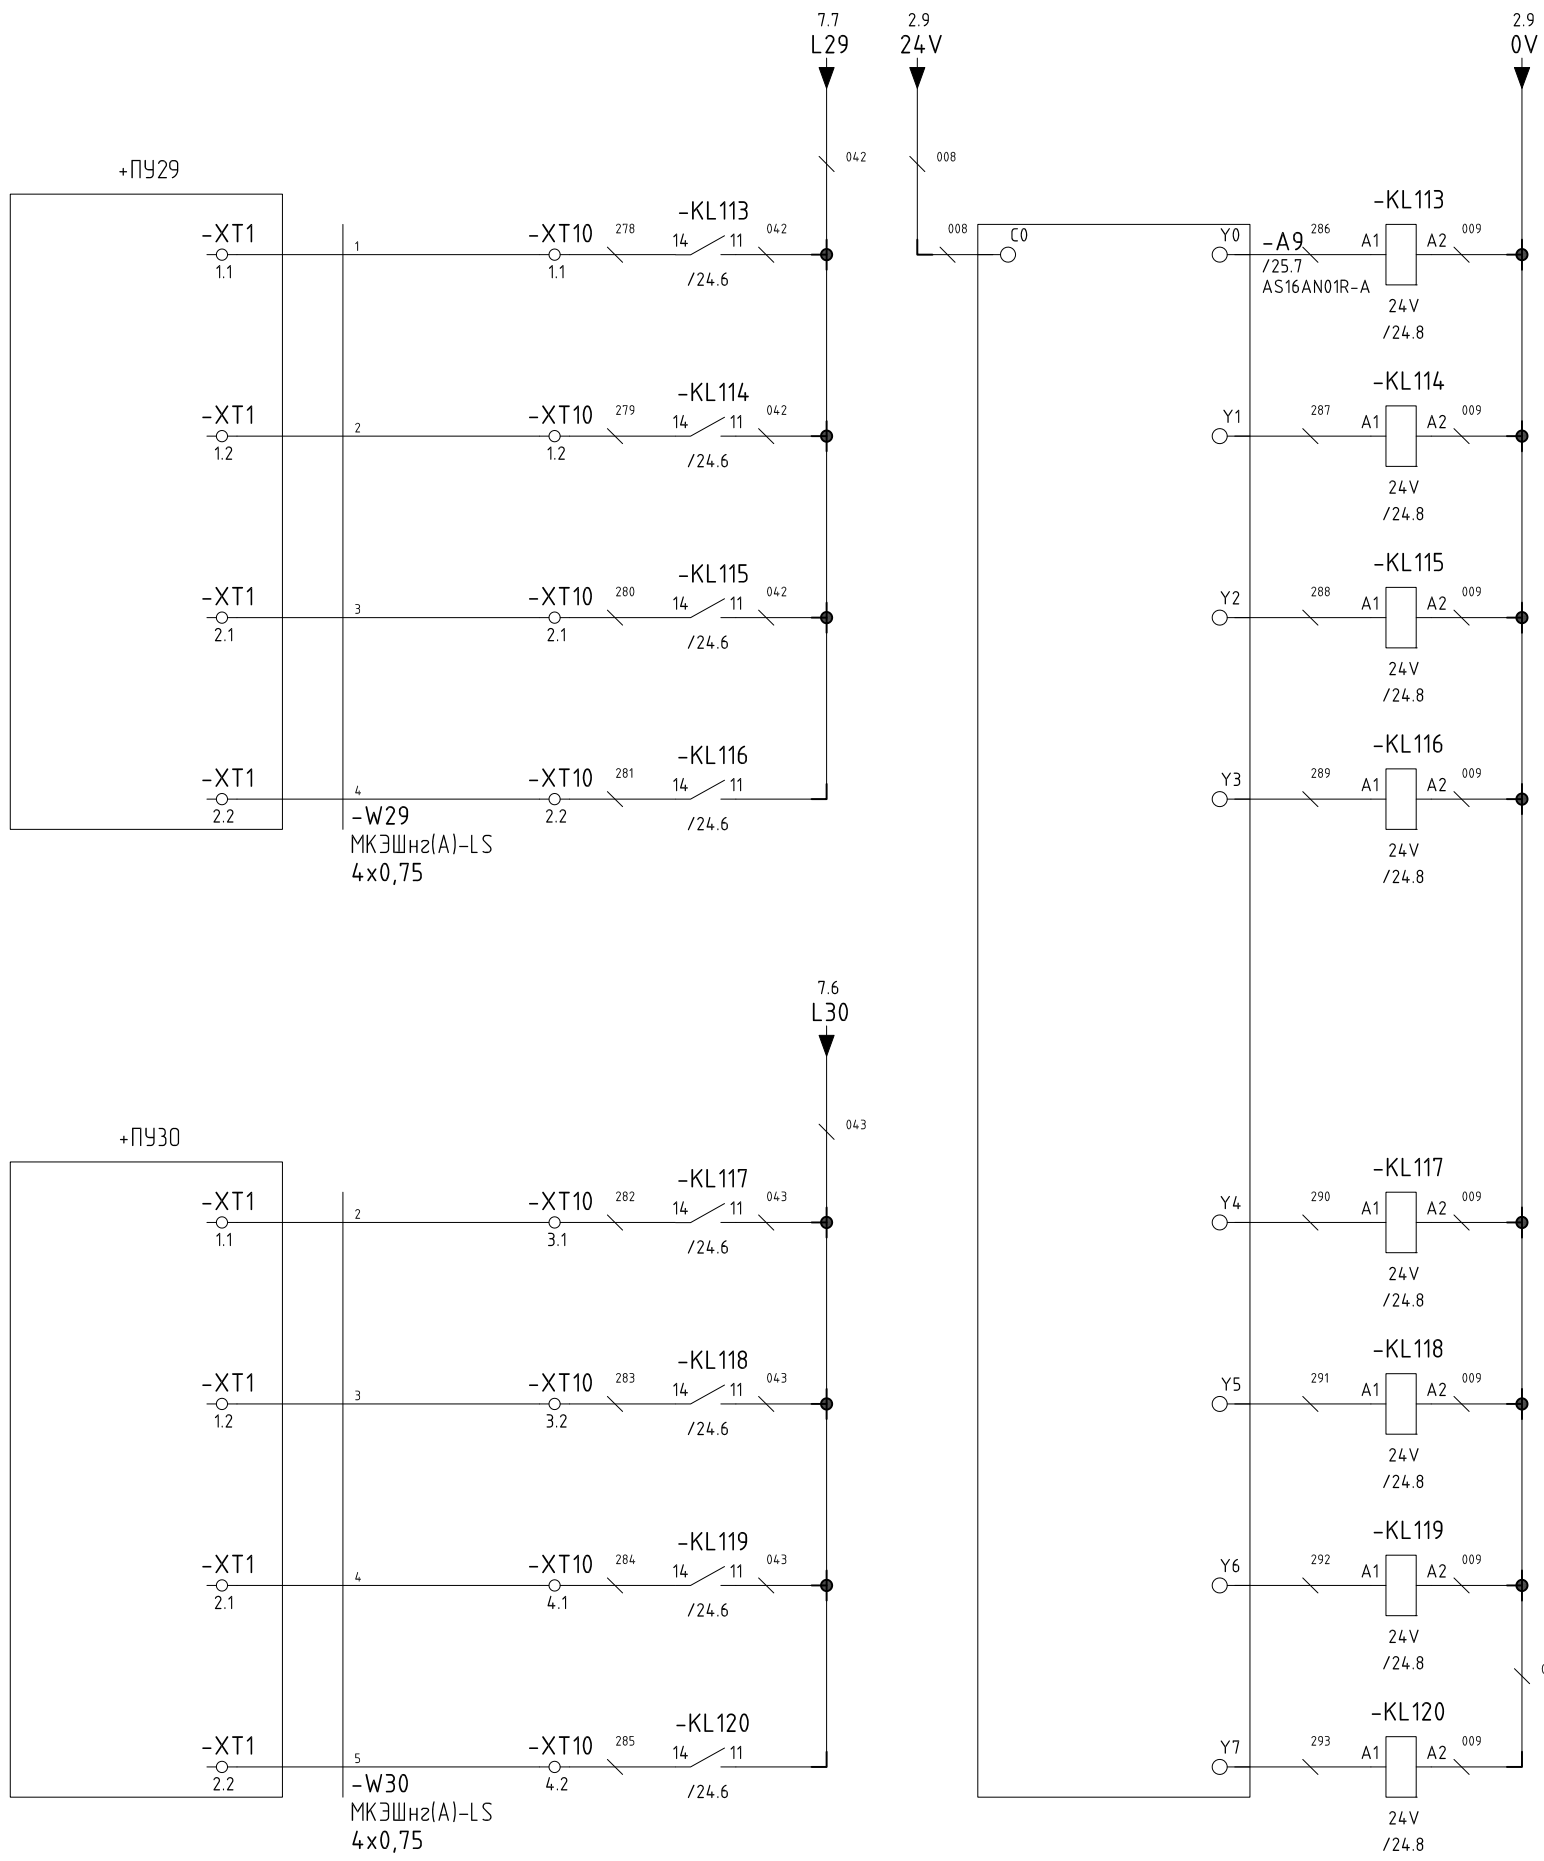 7.7
L29
2.9
24V
2.9
0V
042
008
+ПУ29
-XT1
1.1
1
-XT10
1.1
278
-KL113
14
11
/24.6
042
008
C0
Y0
-A9
/25.7
AS16AN01R-A
286
-KL113
A1
A2
009
24V
/24.8
-XT1
1.2
2
-XT10
1.2
279
-KL114
14
11
/24.6
042
Y1
287
-KL114
A1
A2
009
24V
/24.8
-XT1
2.1
3
-XT10
2.1
280
-KL115
14
11
/24.6
042
Y2
288
-KL115
A1
A2
009
24V
/24.8
-XT1
2.2
4
-XT10
2.2
281
-KL116
14
11
/24.6
Y3
289
-KL116
A1
A2
009
24V
/24.8
-W29
МКЭШнг(А)-LS
4x0,75
7.6
L30
043
+ПУ30
-XT1
1.1
2
-XT10
3.1
282
-KL117
14
11
/24.6
043
Y4
290
-KL117
A1
A2
009
24V
/24.8
-XT1
1.2
3
-XT10
3.2
283
-KL118
14
11
/24.6
043
Y5
291
-KL118
A1
A2
009
24V
/24.8
-XT1
2.1
4
-XT10
4.1
284
-KL119
14
11
/24.6
043
Y6
292
-KL119
A1
A2
009
24V
/24.8
-XT1
2.2
5
-XT10
4.2
285
-KL120
14
11
/24.6
Y7
293
-KL120
A1
A2
009
24V
/24.8
-W30
МКЭШнг(А)-LS
4x0,75